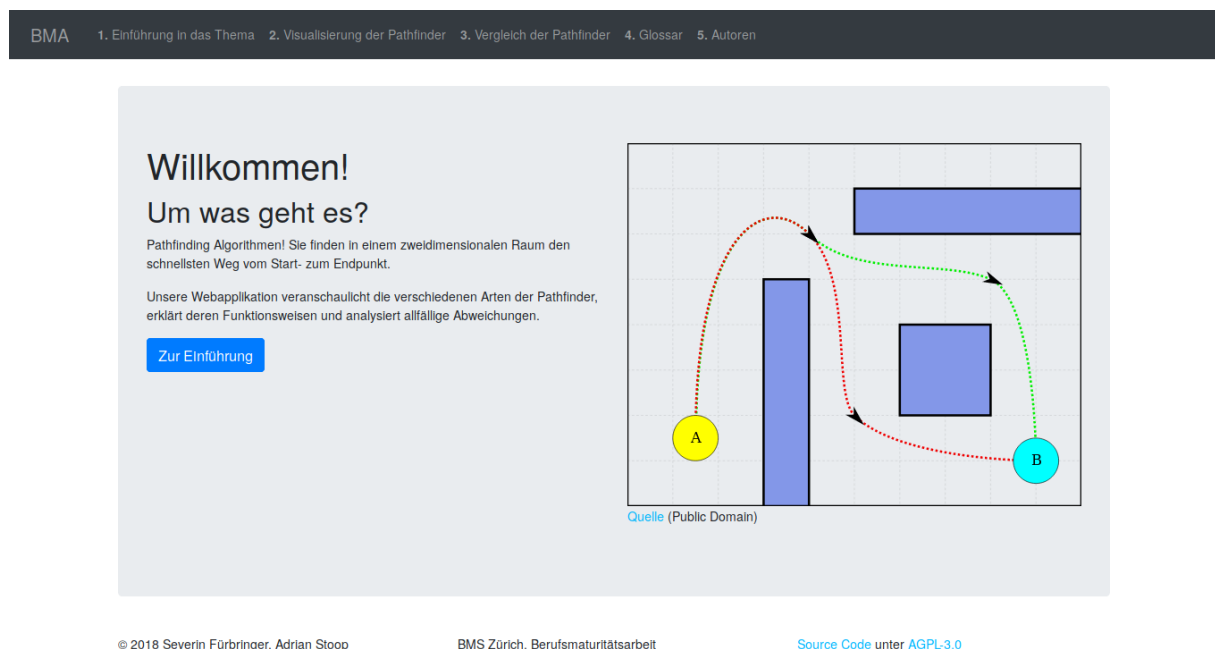 BMA 1. Einführung in das Thema 2. Visualisierung der Pathfinder 3. Vergleich der Pathfinder 4. Glossar 5. Autoren
Willkommen!
Um was geht es?
Pathfinding Algorithmen! Sie finden in einem zweidimensionalen Raum den
schnellsten Weg vom Start- zum Endpunkt.
Unsere Webapplikation veranschaulicht die verschiedenen Arten der Pathfinder,
erklärt deren Funktionsweisen und analysiert allfällige Abweichungen.
Zur EInführung
A
B
Quelle (Public Domain)
© 2018 Severin Fürbringer, Adrian Stoop
BMS Zürich, Berufsmaturitätsarbeit
Source Code unter AGPL-3.0